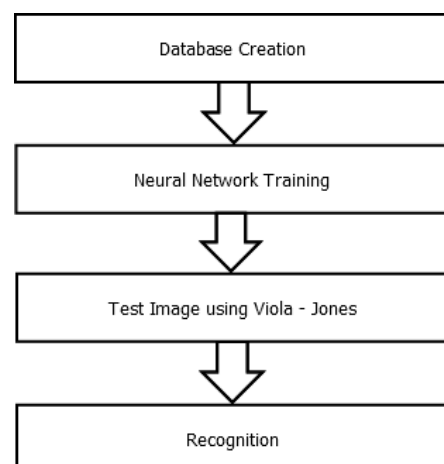 Database Creation
Neural Network Training
Test Image using Viola - Jones
Recognition